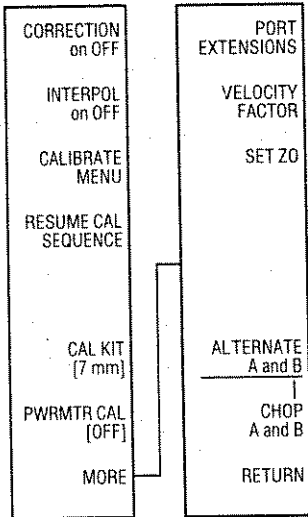 CORRECTION
on OFF
INTERPOL
on OFF
CALIBRATE
MENU
RESUME CAL
SEQUENCE
CAL KIT
[7 mm]
PWRMTR CAL
[OFF]
MORE
PORT
EXTENSIONS
VELOCITY
FACTOR
SET ZO
ALTERNATE
A and B
CHOP
A and B
RETURN